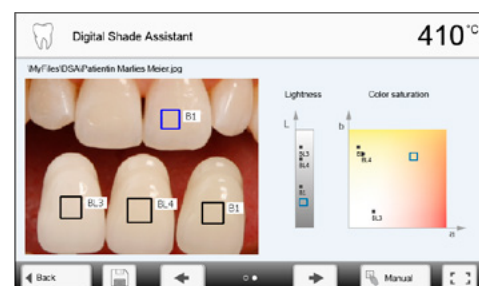 Digital Shade Assistant
410°C
\MyFiles\DSA\Patientin Marlies Meier.jpg
B1
BL3
BL4
B1
Lightness
L
BL3
BL4
B1
Color saturation
b
B1
BL4
BL3
a
Back
Manual